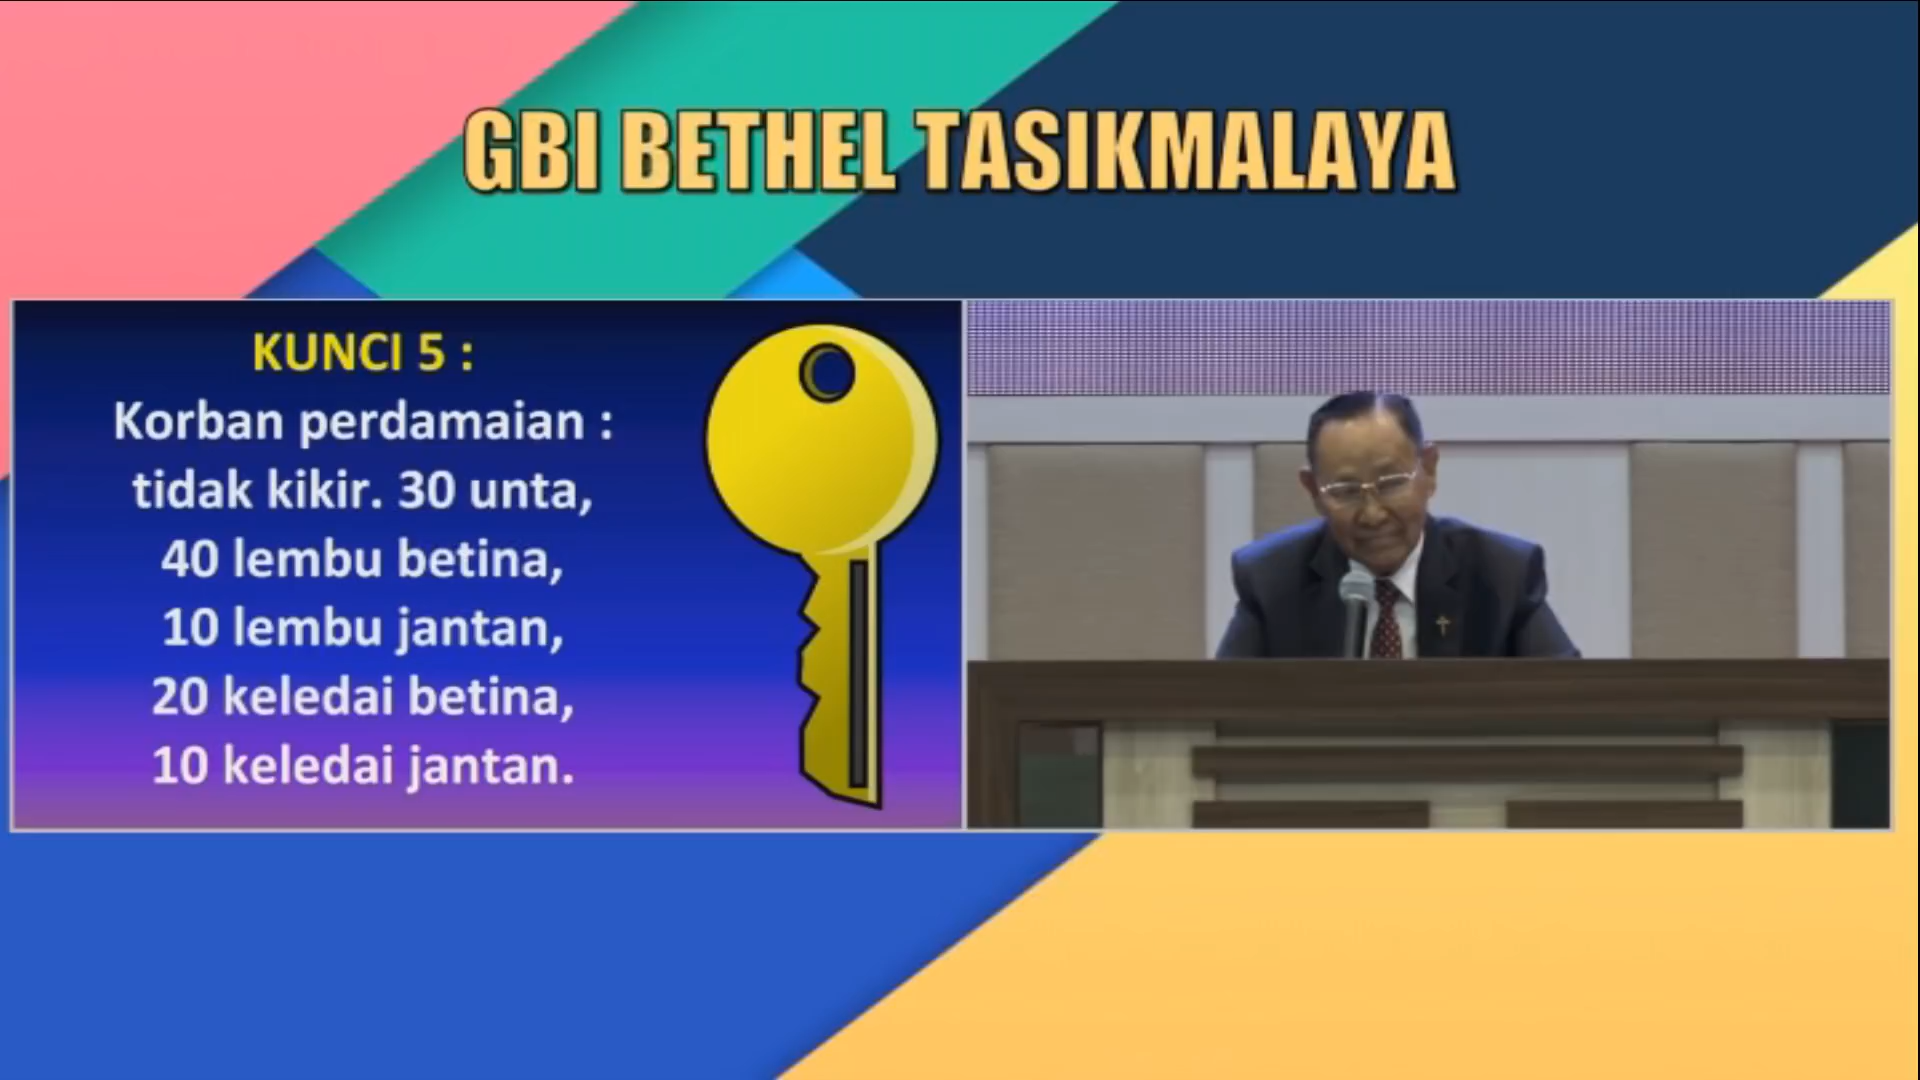 GBI BETHEL TASIKMALAYA
KUNCI 5 :
Korban perdamaian :
tidak kikir. 30 unta,
40 lembu betina,
10 lembu jantan,
20 keledai betina,
10 keledai jantan.